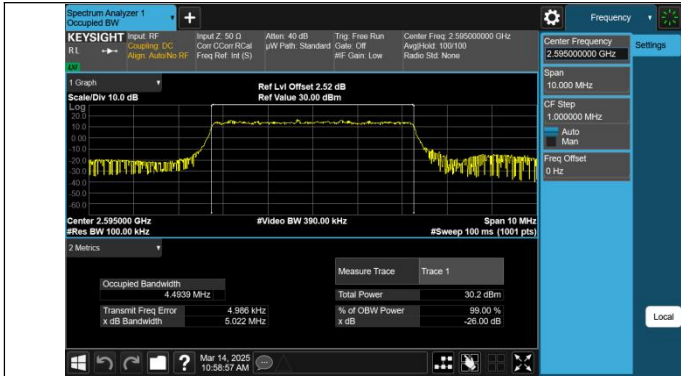 Spectrum Analyzer 1
Occupied BW
Frequency
KEYSIGHT
R L
LM
Input: RF
Coupling: DC
Align: Auto/No RF
Input Z: 50 Ω
Corr CCorr RCal
Freq Ref: Int (S)
Atten: 40 dB
µW Path: Standard
Trig: Free Run
Gate: Off
#IF Gain: Low
Center Freq: 2.595000000 GHz
Avg|Hold: 100/100
Radio Std: None
Center Frequency
2.595000000 GHz
Settings
Span
10.000 MHz
CF Step
1.000000 MHz
Auto
Man
Freq Offset
0 Hz
1 Graph
Scale/Div 10.0 dB
Ref Lvl Offset 2.52 dB
Ref Value 30.00 dBm
Log
20.0
10.0
0.00
-10.0
-20.0
-30.0
-40.0
-50.0
-60.0
Center 2.595000 GHz
#Video BW 390.00 kHz
Span 10 MHz
#Res BW 100.00 kHz
#Sweep 100 ms (1001 pts)
2 Metrics
Measure Trace
Trace 1
Occupied Bandwidth
4.4939 MHz
Total Power
30.2 dBm
Transmit Freq Error
4.986 kHz
% of OBW Power
99.00 %
x dB Bandwidth
5.022 MHz
x dB
-26.00 dB
Local
Mar 14, 2025
10:58:57 AM